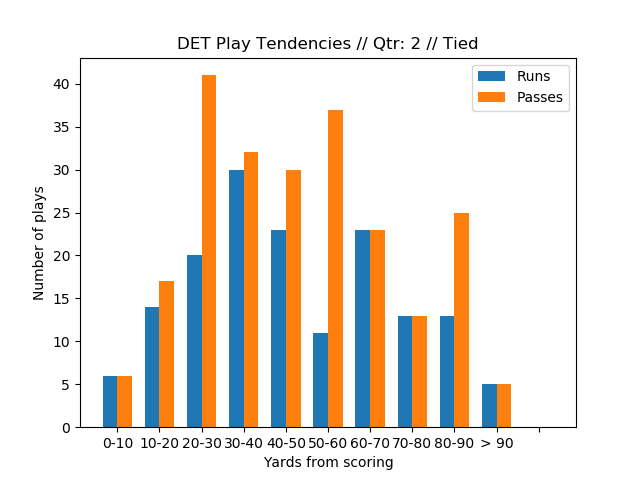 DET Play Tendencies // Qtr: 2 // Tied
Runs
Passes
40
35
30
25
20
15
10
5
0
Number of plays
0-10 10-20 20-30 30-40 40-50 50-60 60-70 70-80 80-90 > 90
Yards from scoring